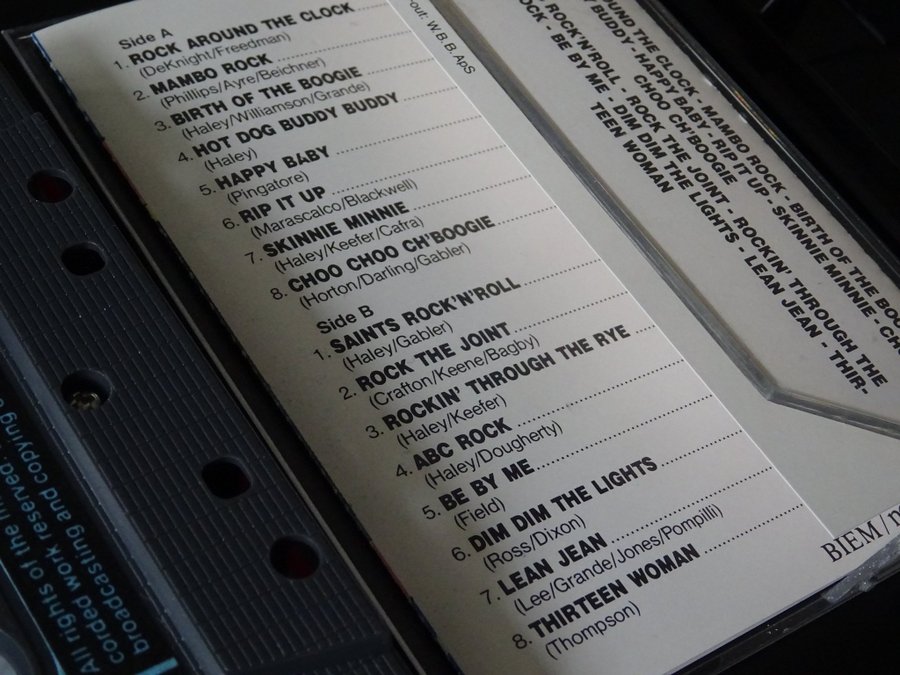 Side A
1. ROCK AROUND THE CLOCK
(DeKnight/Freedman)
2. MAMBO ROCK
(Phillips/Ayre/Beichner)
3. BIRTH OF THE BOOGIE
(Haley/Williamson/Grande)
4. HOT DOG BUDDY BUDDY
(Haley)
5. HAPPY BABY
(Pingatore)
6. RIP IT UP
(Marascalco/Blackwell)
7. SKINNIE MINNIE
(Haley/Keefer/Cafra)
8. CHOO CHOO CH'BOOGIE
(Horton/Darling/Gabler)
Side B
1. SAINTS ROCK'N'ROLL
(Haley/Gabler)
2. ROCK THE JOINT
(Crafton/Keene/Bagby)
3. ROCKIN' THROUGH THE RYE
(Haley/Keefer)
4. ABC ROCK
(Haley/Dougherty)
5. BE BY ME
(Field)
6. DIM DIM THE LIGHTS
(Ross/Dixon)
7. LEAN JEAN
(Lee/Grande/Jones/Pompilli)
8. THIRTEEN WOMAN
(Thompson)
out: W.B.B. ApS
THE CLOCK - MAMBO ROCK - BIRTH OF THE
BUDDY - HAPPY BABY - RIP IT UP - SKINNIE MINNIE -
CHOO CH'BOOGIE
ROCK'N'ROLL - ROCK THE JOINT - ROCKIN' THROUGH THE
- BE BY ME - DIM DIM THE LIGHTS - LEAN JEAN - THIR-
TEEN WOMAN
BIEM/
All rights of the
corded work reserved
broadcasting and copying